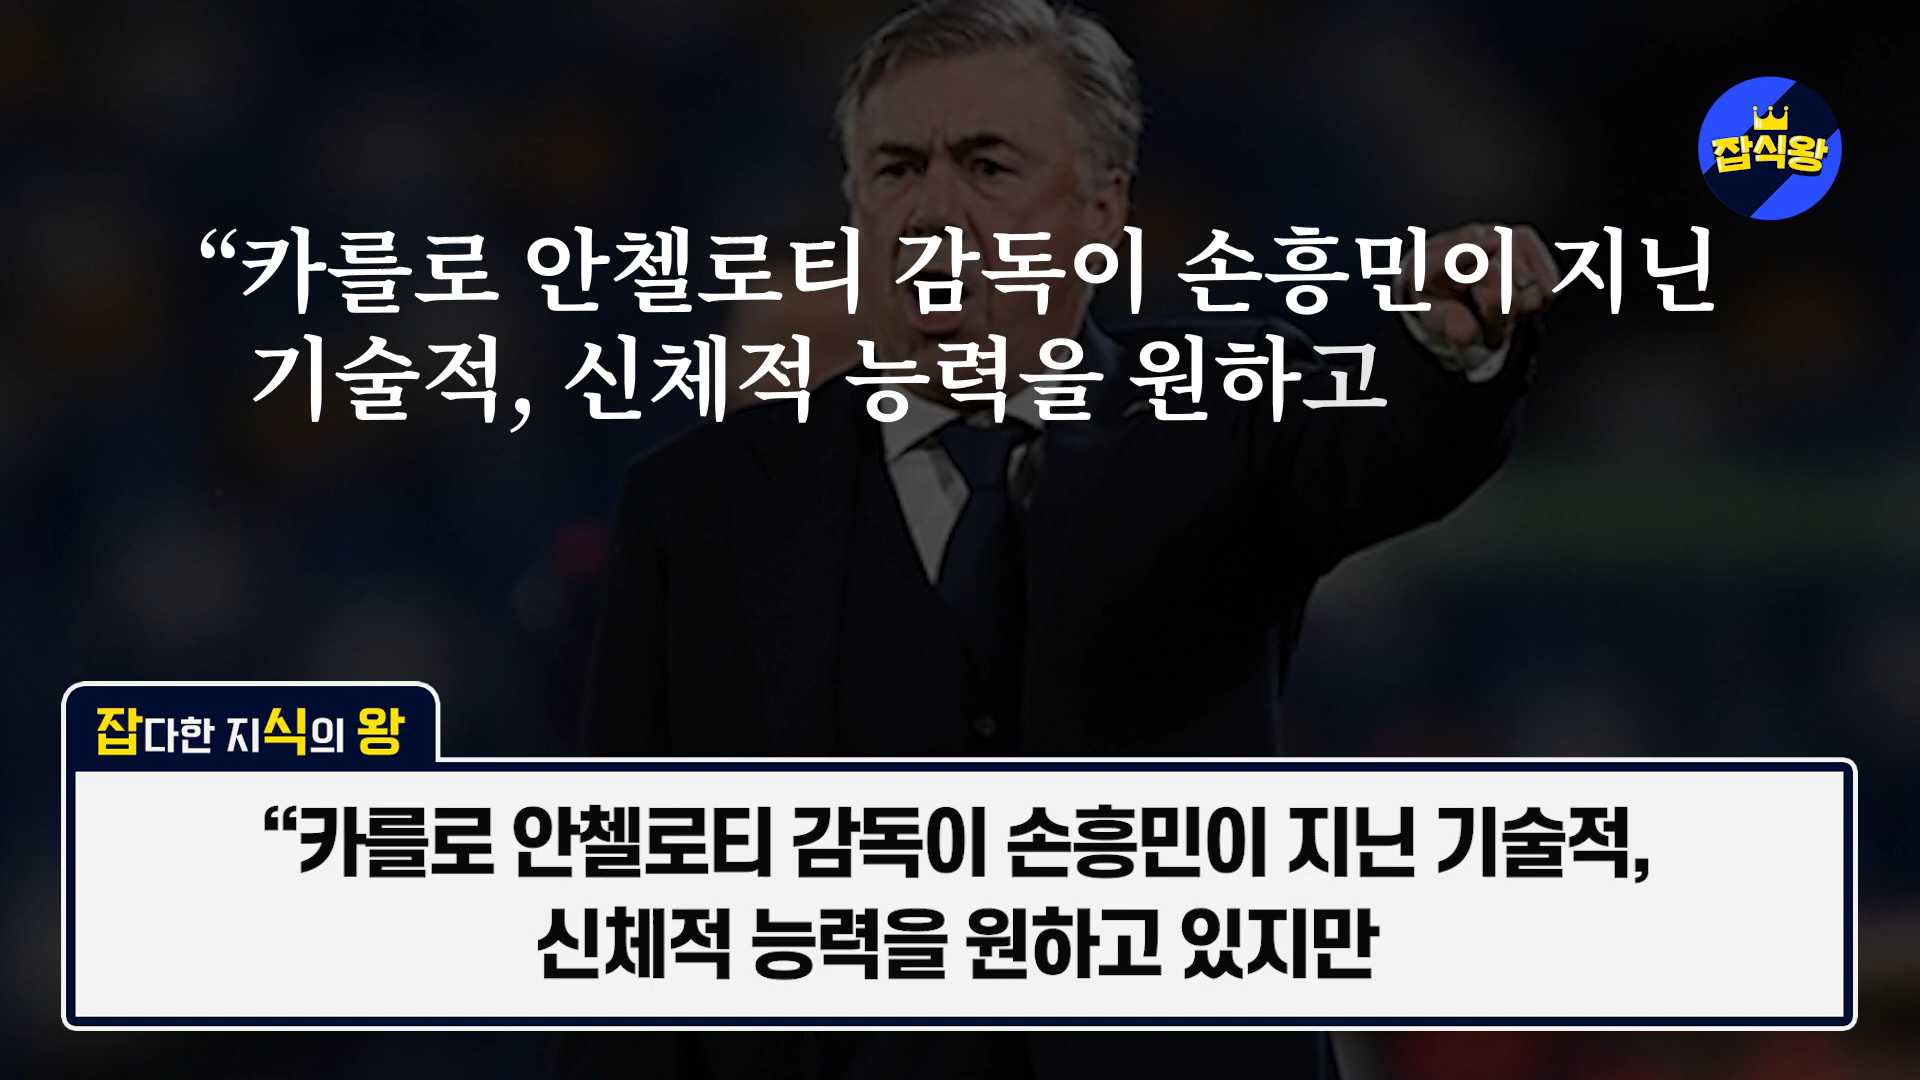 잡식왕
“카를로 안첼로티 감독이 손흥민이 지닌
기술적, 신체적 능력을 원하고
잡다한 지식의 왕
“카를로 안첼로티 감독이 손흥민이 지닌 기술적,
신체적 능력을 원하고 있지만